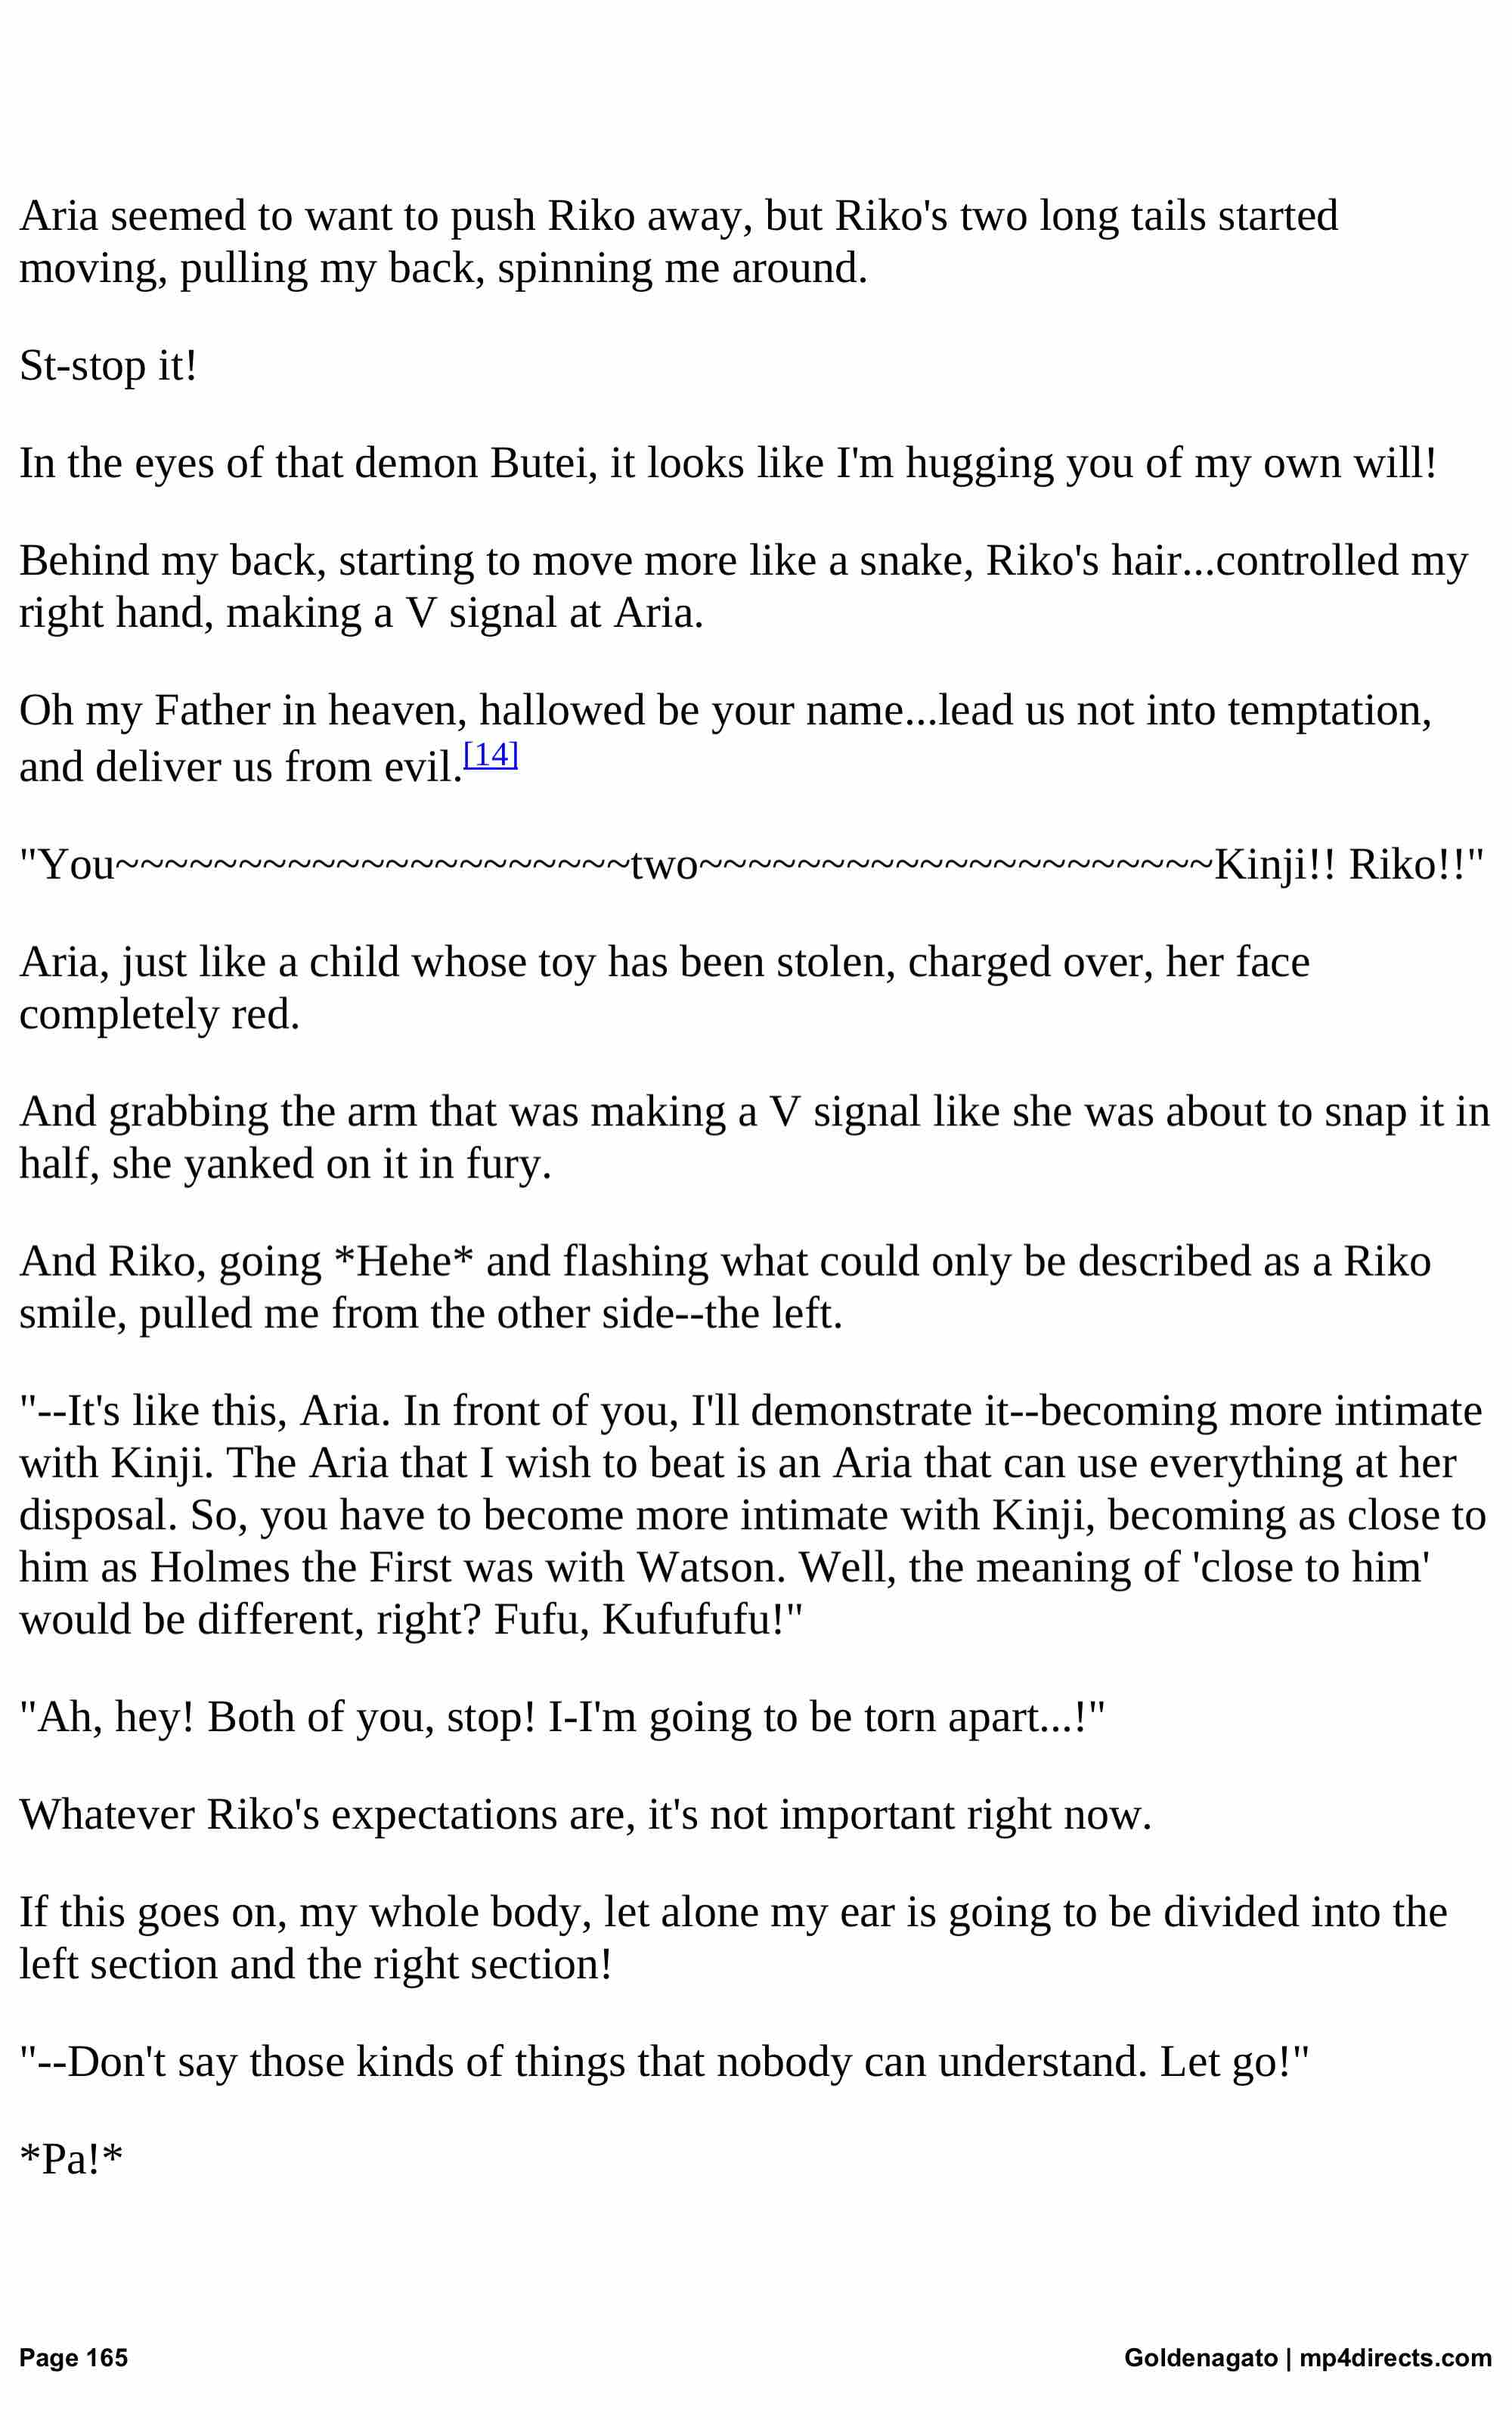 Aria seemed to want to push Riko away, but Riko's two long tails started
moving, pulling my back, spinning me around.
St-stop it!
In the eyes of that demon Butei, it looks like I'm hugging you of my own will!
Behind my back, starting to move more like a snake, Riko's hair...controlled my
right hand, making a V signal at Aria.
Oh my Father in heaven, hallowed be your name...lead us not into temptation,
and deliver us from evil.[14]
"You~~~~~~~~~~~~~~~~~~~~~two~~~~~~~~~~~~~~~~~~~~~Kinji!! Riko!!"
Aria, just like a child whose toy has been stolen, charged over, her face
completely red.
And grabbing the arm that was making a V signal like she was about to snap it in
half, she yanked on it in fury.
And Riko, going *Hehe* and flashing what could only be described as a Riko
smile, pulled me from the other side--the left.
"--It's like this, Aria. In front of you, I'll demonstrate it--becoming more intimate
with Kinji. The Aria that I wish to beat is an Aria that can use everything at her
disposal. So, you have to become more intimate with Kinji, becoming as close to
him as Holmes the First was with Watson. Well, the meaning of 'close to him'
would be different, right? Fufu, Kufufufu!"
"Ah, hey! Both of you, stop! I-I'm going to be torn apart...!"
Whatever Riko's expectations are, it's not important right now.
If this goes on, my whole body, let alone my ear is going to be divided into the
left section and the right section!
"--Don't say those kinds of things that nobody can understand. Let go!"
*Pa!*
Page 165
Goldenagato | mp4directs.com